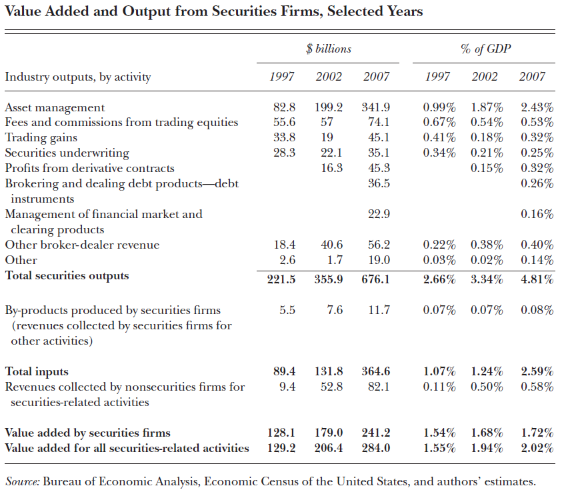 Value Added and Output from Securities Firms, Selected Years
$ billions % of GDP
Industry outputs, by activity 1997 2002 2007 1997 2002 2007
Asset management 82.8 199.2 341.9 0.99% 1.87% 2.43%
Fees and commissions from trading equities 55.6 57 74.1 0.67% 0.54% 0.53%
Trading gains 33.8 19 45.1 0.41% 0.18% 0.32%
Securities underwriting 28.3 22.1 35.1 0.34% 0.21% 0.25%
Profits from derivative contracts 16.3 45.3 0.15% 0.32%
Brokering and dealing debt products—debt 36.5 0.26%
instruments
Management of financial market and 22.9 0.16%
clearing products
Other broker-dealer revenue 18.4 40.6 56.2 0.22% 0.38% 0.40%
Other 2.6 1.7 19.0 0.03% 0.02% 0.14%
Total securities outputs 221.5 355.9 676.1 2.66% 3.34% 4.81%
By-products produced by securities firms 5.5 7.6 11.7 0.07% 0.07% 0.08%
(revenues collected by securities firms for
other activities)
Total inputs 89.4 131.8 364.6 1.07% 1.24% 2.59%
Revenues collected by nonsecurities firms for 9.4 52.8 82.1 0.11% 0.50% 0.58%
securities-related activities
Value added by securities firms 128.1 179.0 241.2 1.54% 1.68% 1.72%
Value added for all securities-related activities 129.2 206.4 284.0 1.55% 1.94% 2.02%
Source: Bureau of Economic Analysis, Economic Census of the United States, and authors' estimates.